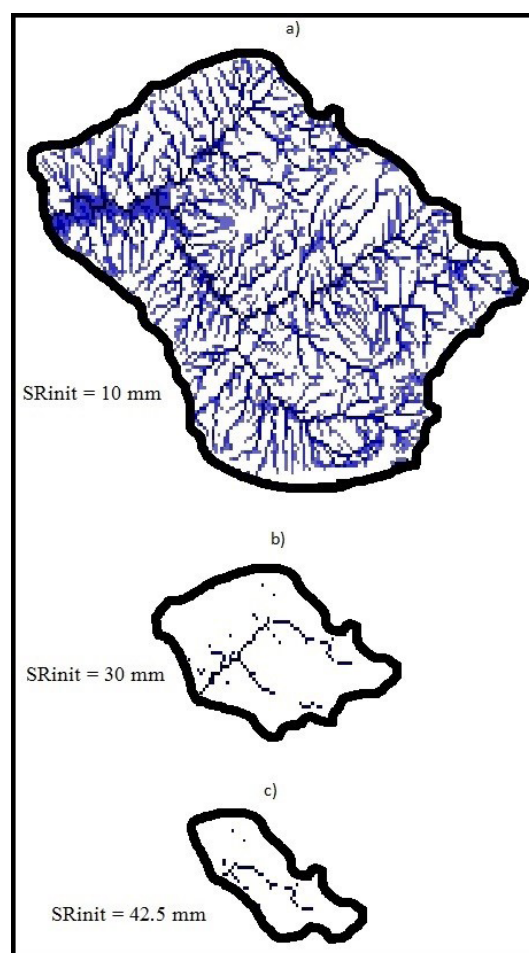 a)
SRinit = 10 mm
b)
SRinit = 30 mm
c)
SRinit = 42.5 mm